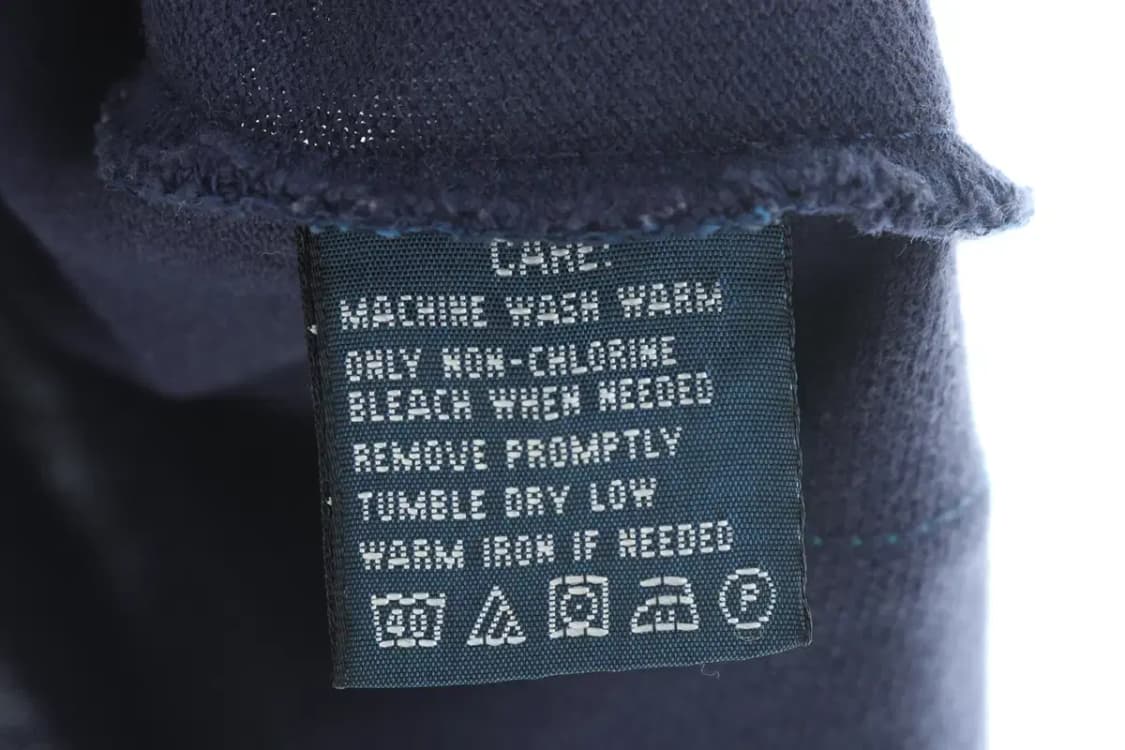 CARE:
MACHINE WASH WARM
ONLY NON-CHLORINE
BLEACH WHEN NEEDED
REMOVE PROMPTLY
TUMBLE DRY LOW
WARM IRON IF NEEDED
40 P